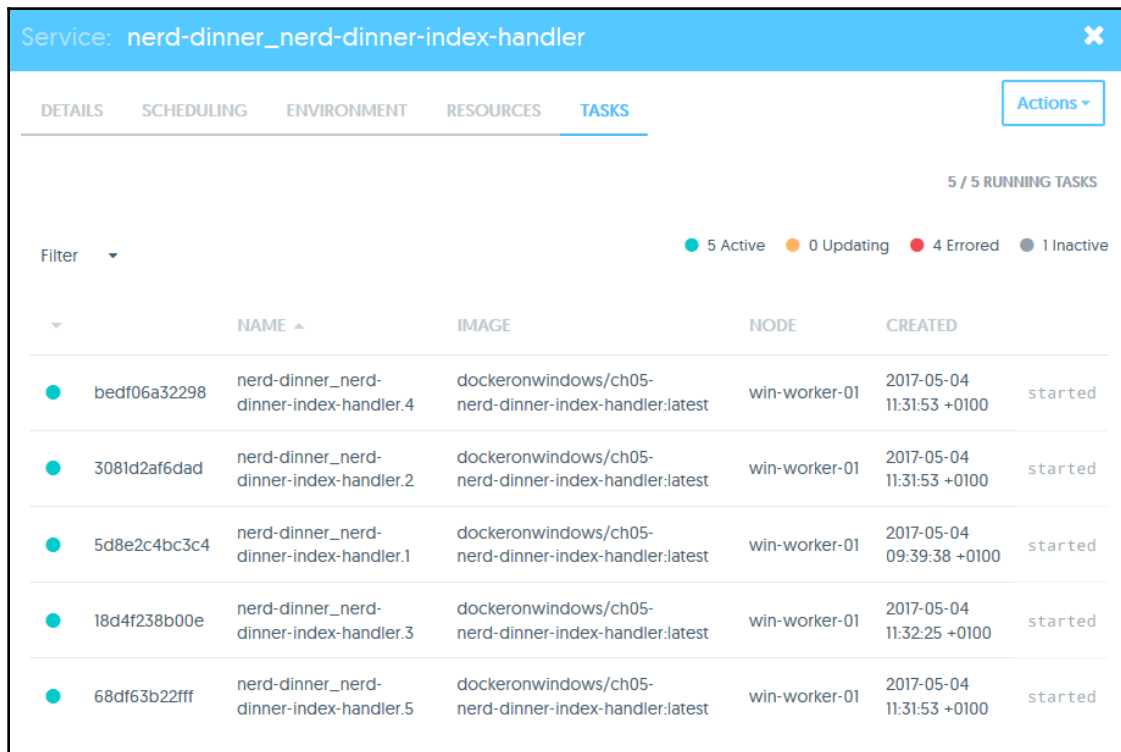 Service: nerd-dinner_nerd-dinner-index-handler
DETAILS SCHEDULING ENVIRONMENT RESOURCES TASKS Actions
5 / 5 RUNNING TASKS
Filter 5 Active 0 Updating 4 Errored 1 Inactive
NAME IMAGE NODE CREATED
bedf06a32298 nerd-dinner_nerd-dinner-index-handler.4 dockeronwindows/ch05-nerd-dinner-index-handler:latest win-worker-01 2017-05-04 11:31:53 +0100 started
3081d2af6dad nerd-dinner_nerd-dinner-index-handler.2 dockeronwindows/ch05-nerd-dinner-index-handler:latest win-worker-01 2017-05-04 11:31:53 +0100 started
5d8e2c4bc3c4 nerd-dinner_nerd-dinner-index-handler.1 dockeronwindows/ch05-nerd-dinner-index-handler:latest win-worker-01 2017-05-04 09:39:38 +0100 started
18d4f238b00e nerd-dinner_nerd-dinner-index-handler.3 dockeronwindows/ch05-nerd-dinner-index-handler:latest win-worker-01 2017-05-04 11:32:25 +0100 started
68df63b22fff nerd-dinner_nerd-dinner-index-handler.5 dockeronwindows/ch05-nerd-dinner-index-handler:latest win-worker-01 2017-05-04 11:31:53 +0100 started